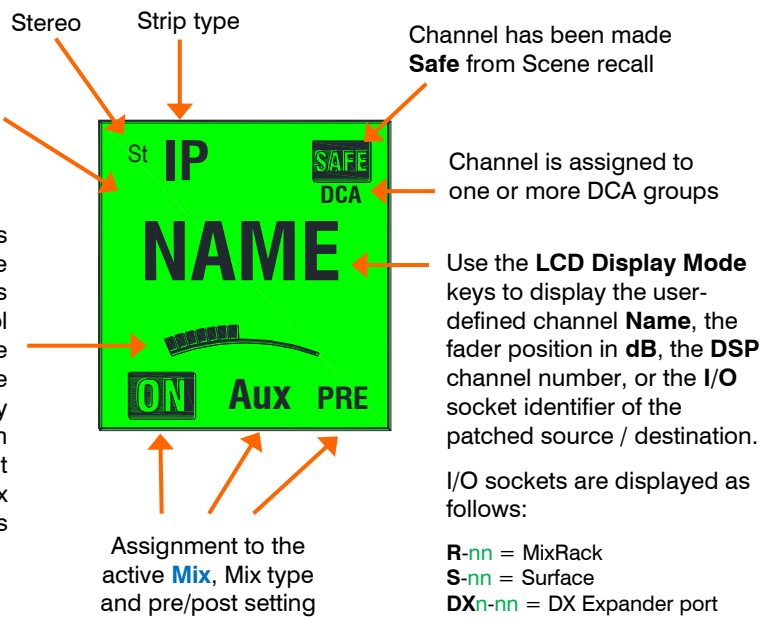 Stereo
Strip type
Channel has been made
Safe from Scene recall
St IP
SAFE
DCA
Channel is assigned to
one or more DCA groups
NAME
s
e
s
ol
e
e
y
n
t
x
s
Use the LCD Display Mode
keys to display the user-
defined channel Name, the
fader position in dB, the DSP
channel number, or the I/O
socket identifier of the
patched source / destination.
ON Aux PRE
I/O sockets are displayed as
follows:
Assignment to the
active Mix, Mix type
and pre/post setting
R-nn = MixRack
S-nn = Surface
DXn-nn = DX Expander port